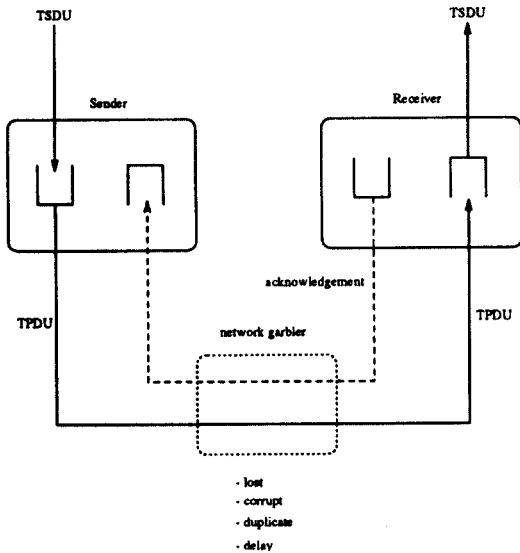 TSDU
TSDU
Sender
Receiver
acknowledgement
TPDU
TPDU
network garbler
- lost
- corrupt
- duplicate
- delay